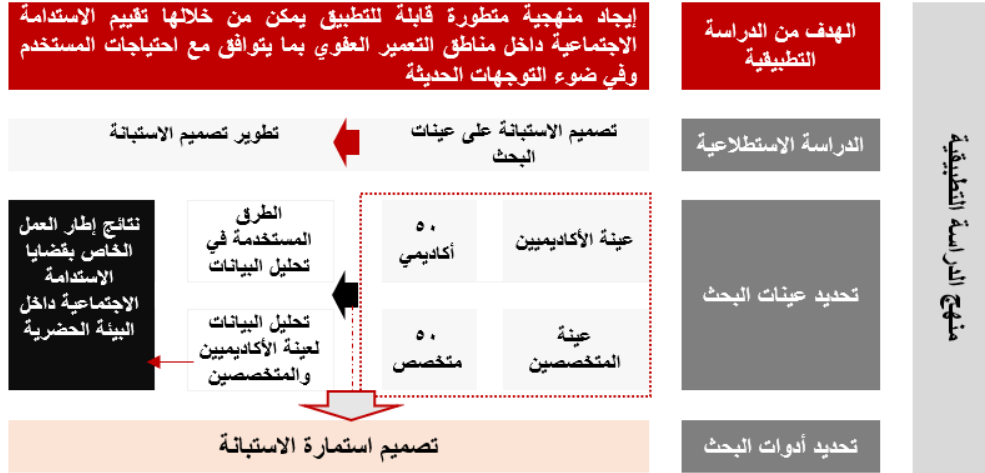 منهج الدراسة التطبيقية
الهدف من الدراسة
التطبيقية
إيجاد منهجية متطورة قابلة للتطبيق يمكن من خلالها تقييم الاستدامة
الاجتماعية داخل مناطق التعمير العفوي بما يتوافق مع احتياجات المستخدم
وفي ضوء التوجهات الحديثة
الدراسة الاستطلاعية
تصميم الاستبانة على عينات
البحث
تطوير تصميم الاستبانة
تحديد عينات البحث
عينة الأكاديميين
٥٠
أكاديمي
عينة
المتخصصين
٥٠
متخصص
الطرق
المستخدمة في
تحليل البيانات
تحليل البيانات
لعينة الأكاديميين
والمتخصصين
نتائج إطار العمل
الخاص بقضايا
الاستدامة
الاجتماعية داخل
البيئة الحضرية
تحديد أدوات البحث
تصميم استمارة الاستبانة